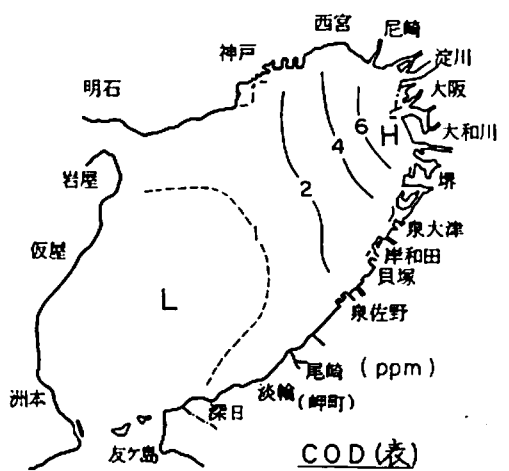 西宮
尼崎
神戸
淀川
明石
大阪
6
H
4
大和川
岩屋
2
堺
泉大津
仮屋
岸和田
貝塚
L
泉佐野
尾崎 (ppm)
淡輪
(岬町)
洲本
深日
友ケ島
COD(表)